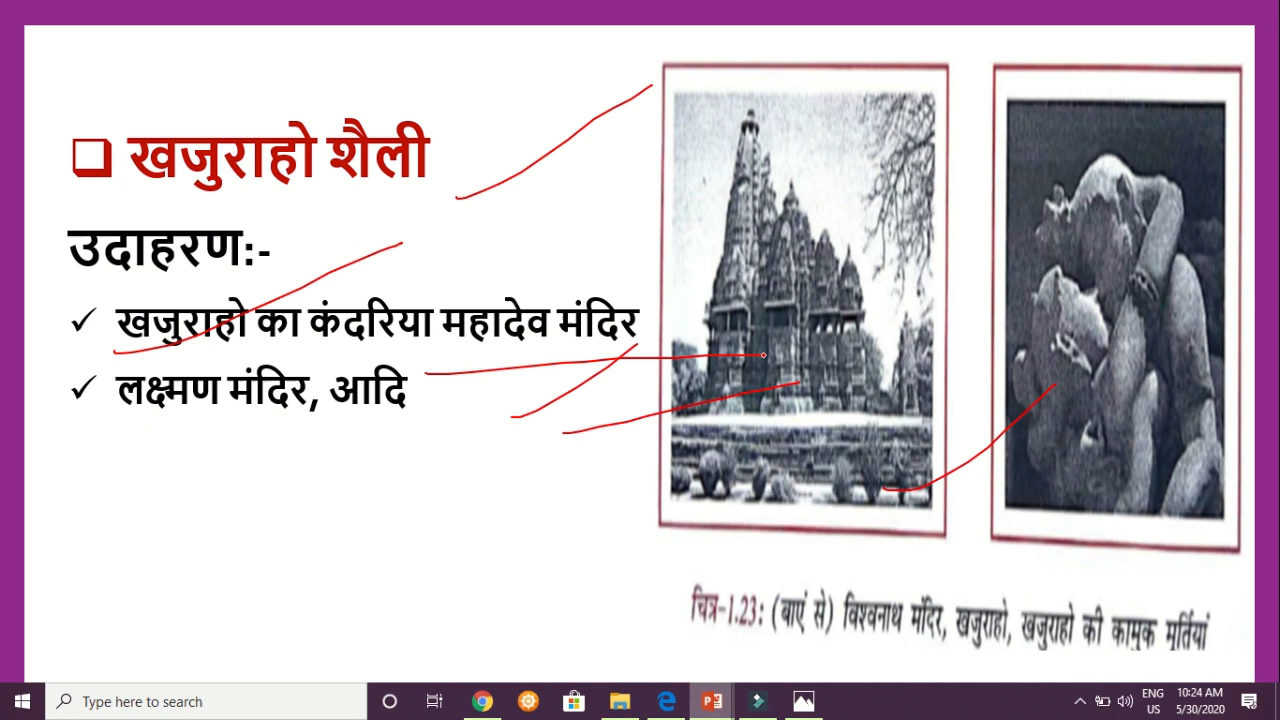 खजुराहो शैली
उदाहरण:-
✓ खजुराहो का कंदरिया महादेव मंदिर
✓ लक्ष्मण मंदिर, आदि
चित्र-1.23: (बाएं से) विश्वनाथ मंदिर, खजुराहो, खजुराहो की कामुक मूर्तियां
Type here to search
ENG
US
10:24 AM
5/30/2020